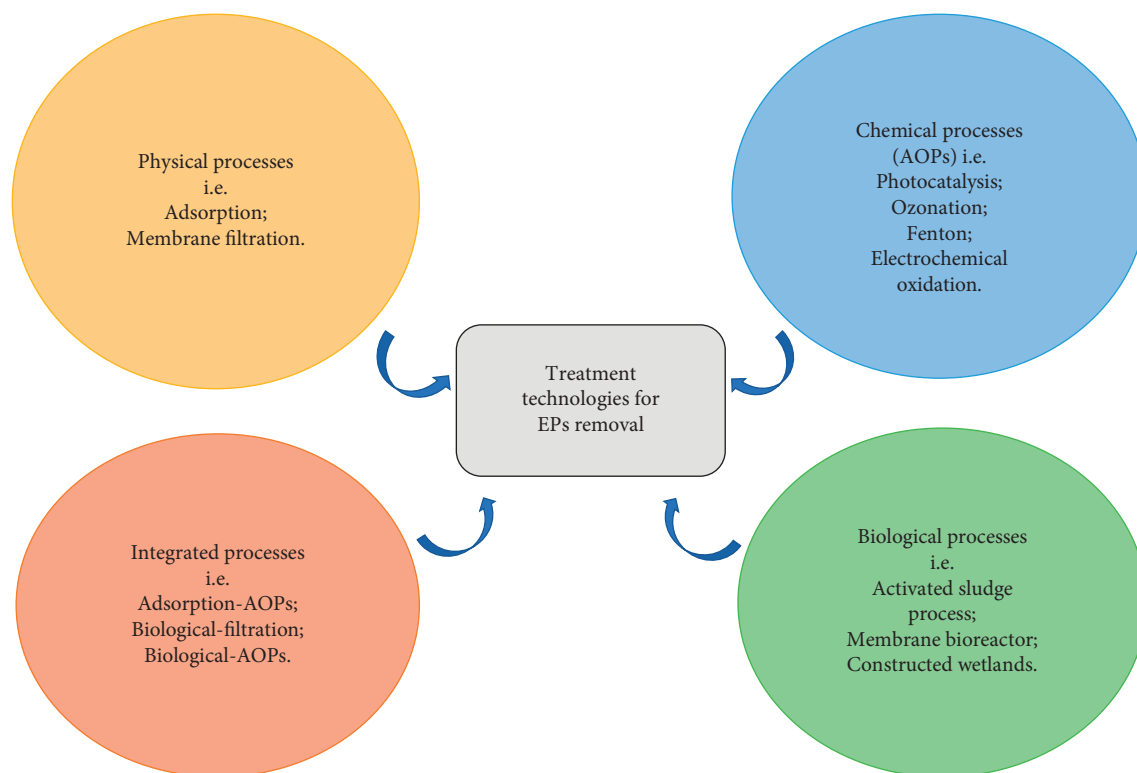 Physical processes
i.e.
Adsorption;
Membrane filtration.
Chemical processes
(AOPs) i.e.
Photocatalysis;
Ozonation;
Fenton;
Electrochemical
oxidation.
Treatment
technologies for
EPs removal
Integrated processes
i.e.
Adsorption-AOPs;
Biological-filtration;
Biological-AOPs.
Biological processes
i.e.
Activated sludge
process;
Membrane bioreactor;
Constructed wetlands.